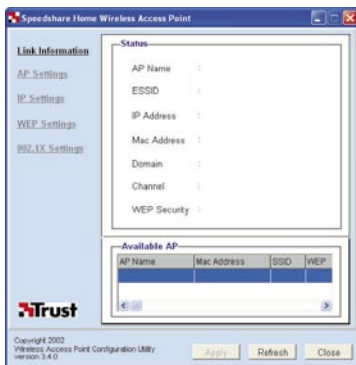 Speedshare Home Wireless Access Point
Link Information
AP Settings
IP Settings
WEP Settings
802.1X Settings
Status
AP Name :
ESSID :
IP Address :
Mac Address :
Domain :
Channel :
WEP Security :
Available AP
AP Name Mac Address SSID WEP
Trust
Copyright 2002
Wireless Access Point Configuration Utility
version 3.4.0
Apply Refresh Close